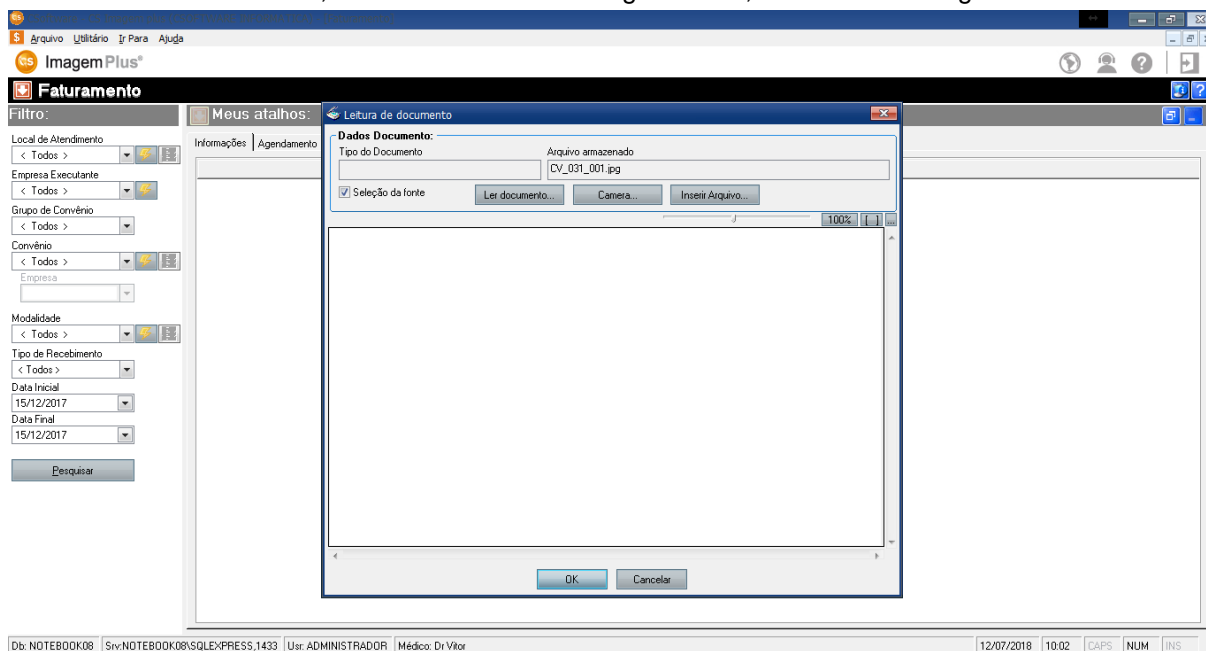 Arquivo Utilitário Ir Para Ajuda
ImagemPlus®
Faturamento
Filtro:
Meus atalhos:
Local de Atendimento
< Todos >
Empresa Executante
< Todos >
Grupo de Convênio
< Todos >
Convênio
< Todos >
Empresa
Modalidade
< Todos >
Tipo de Recebimento
< Todos >
Data Inicial
15/12/2017
Data Final
15/12/2017
Pesquisar
Informações Agendamento
Leitura de documento
Dados Documento:
Tipo do Documento Arquivo armazenado
CV_031_001.jpg
Seleção da fonte Ler documento... Camera... Inserir Arquivo...
100% [ ] ...
OK Cancelar
Db: NOTEBOOK08 Srv:NOTEBOOK08\SQLEXPRESS,1433 Usr: ADMINISTRADOR Médico: Dr Vitor 12/07/2018 10:02 CAPS NUM INS